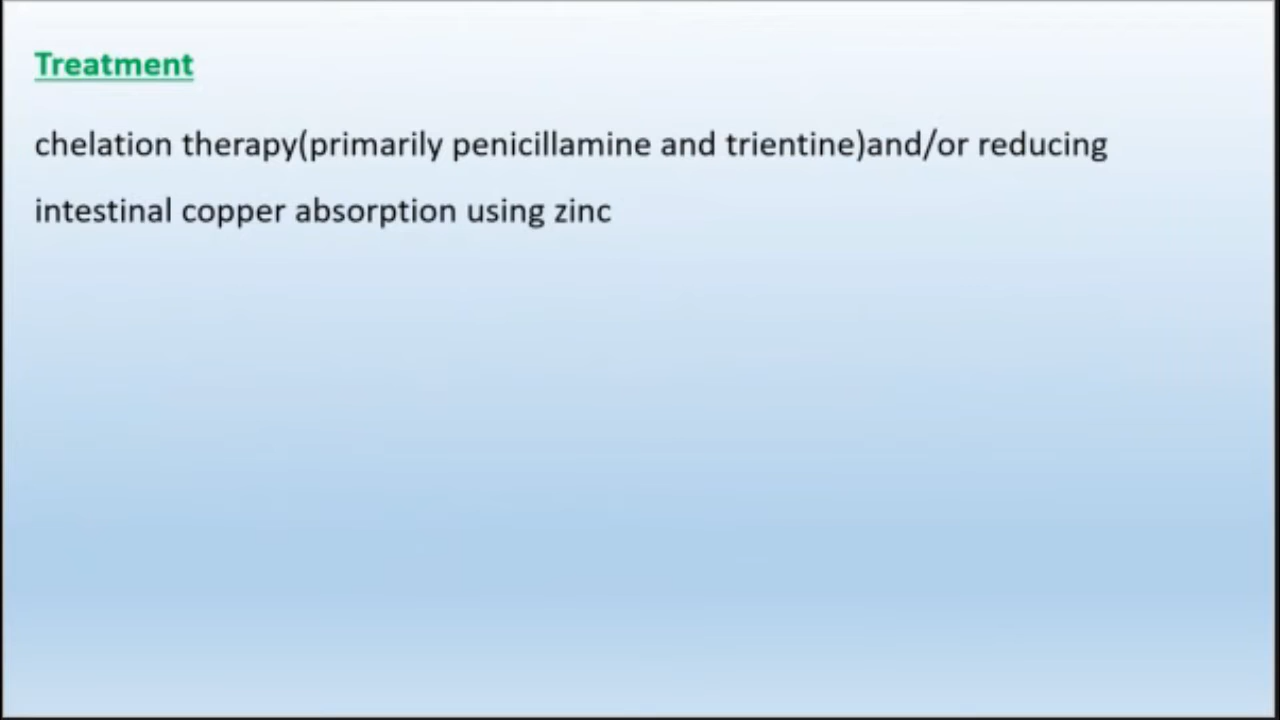 Treatment
chelation therapy(primarily penicillamine and trientine)and/or reducing
intestinal copper absorption using zinc